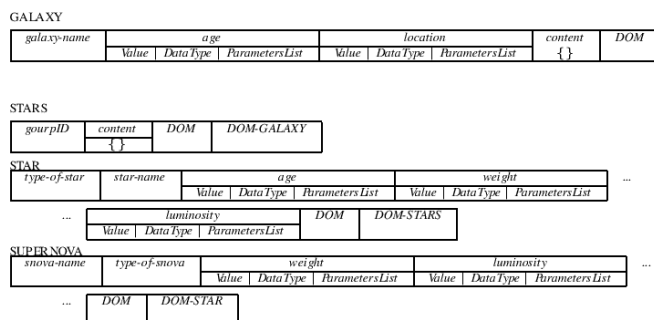 GALAXY
galaxy-name age location content DOM
Value DataType ParametersList Value DataType ParametersList { }
STARS
gourpID content DOM DOM-GALAXY
{ }
STAR
type-of-star star-name age weight ...
Value DataType ParametersList Value DataType ParametersList
... luminosity DOM DOM-STARS
Value DataType ParametersList
SUPERNOVA
snova-name type-of-snova weight luminosity ...
Value DataType ParametersList Value DataType ParametersList
... DOM DOM-STAR